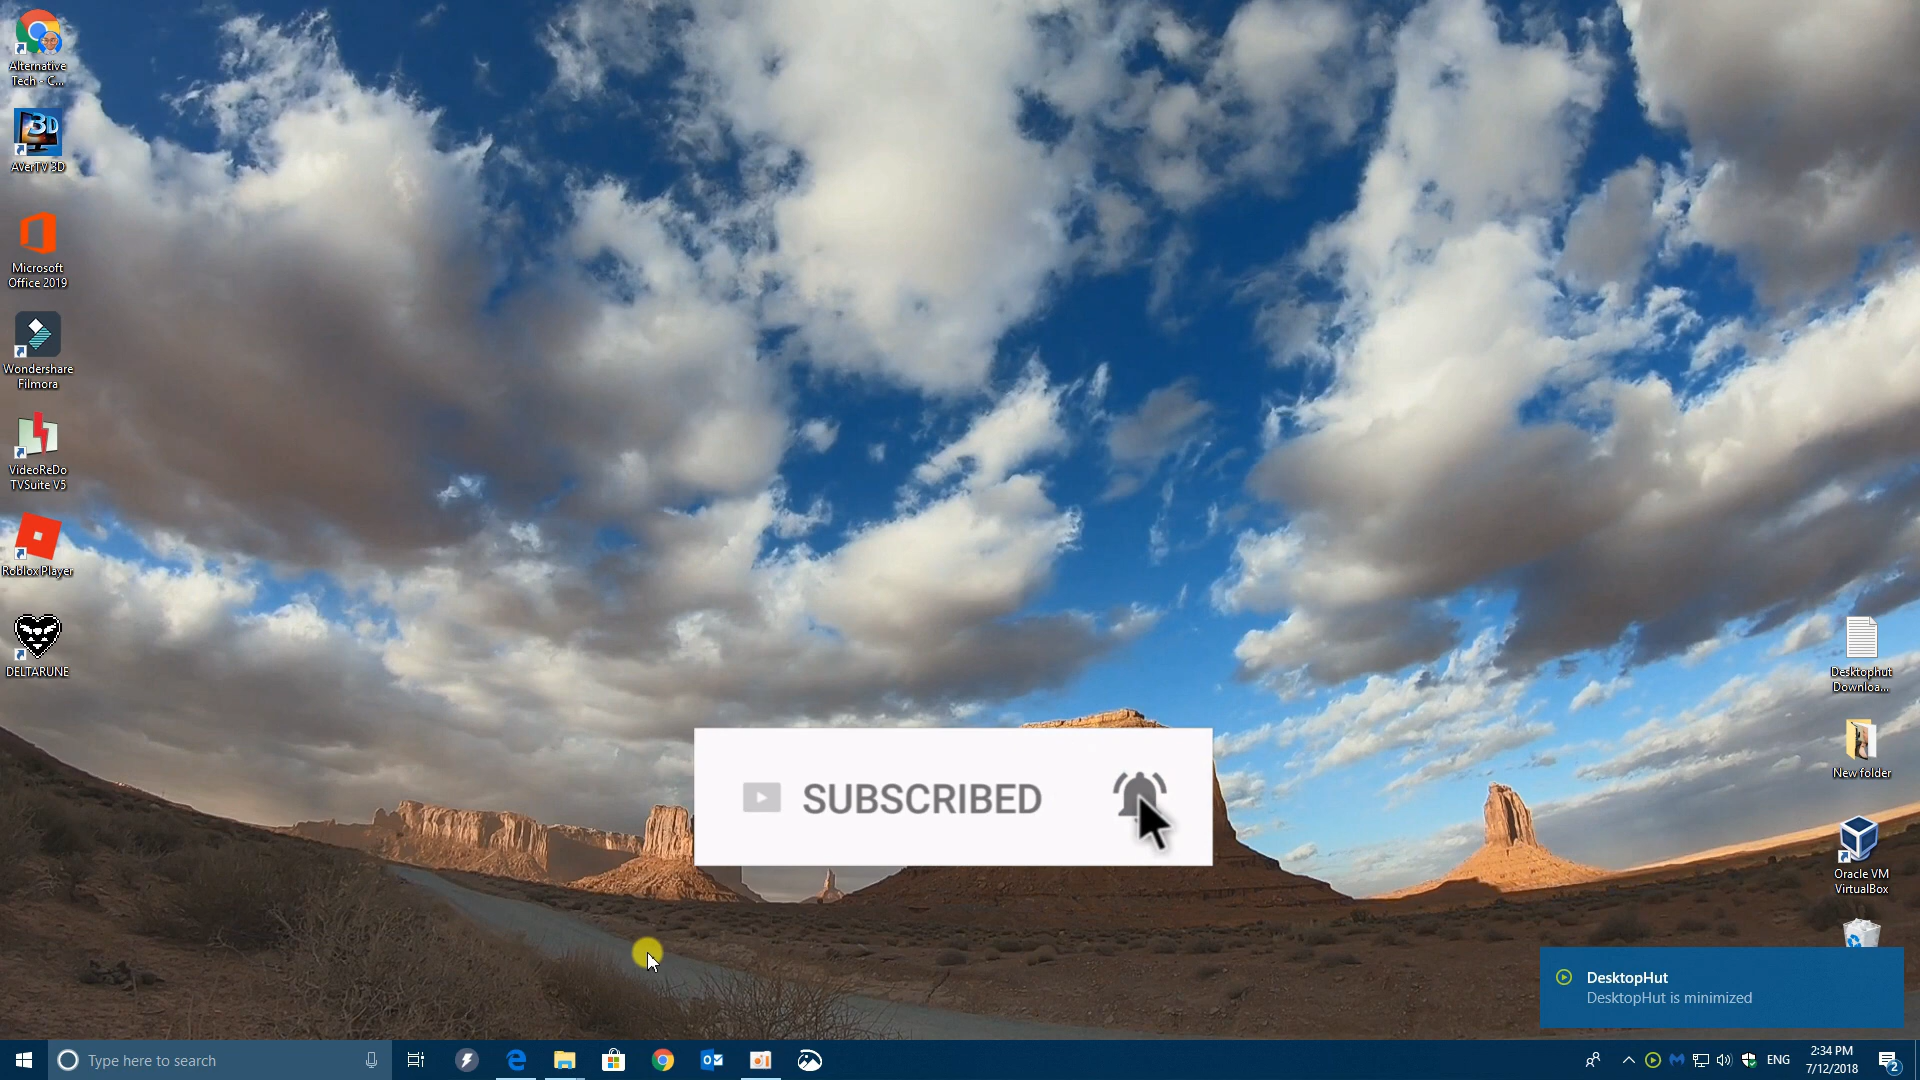 Alternative
Tech - C...
3D
AVerTV 3D
Microsoft
Office 2019
Wondershare
Filmora
VideoReDo
TVSuite V5
Roblox Player
DELTARUNE
Desktophut
Downloa...
New folder
Oracle VM
VirtualBox
SUBSCRIBED
DesktopHut
DesktopHut is minimized
Type here to search
ENG
2:34 PM
7/12/2018
2